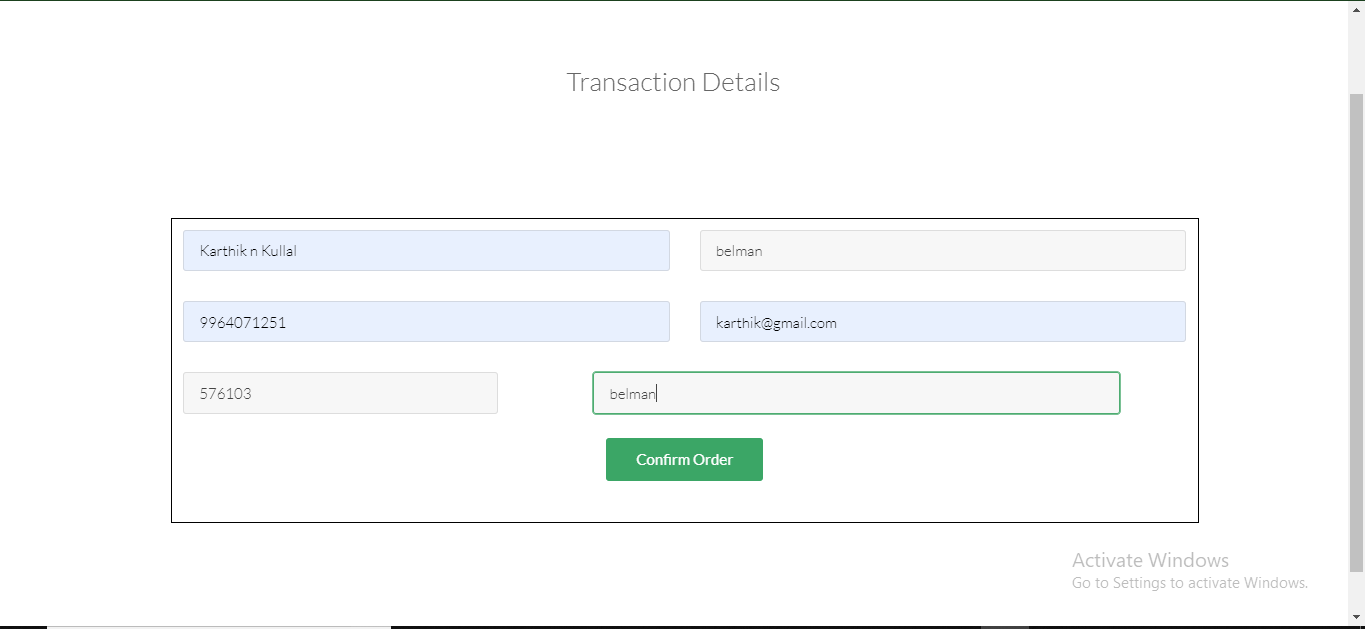 Transaction Details
Karthik n Kullal
belman
9964071251
karthik@gmail.com
576103
belman
Confirm Order
Activate Windows
Go to Settings to activate Windows.